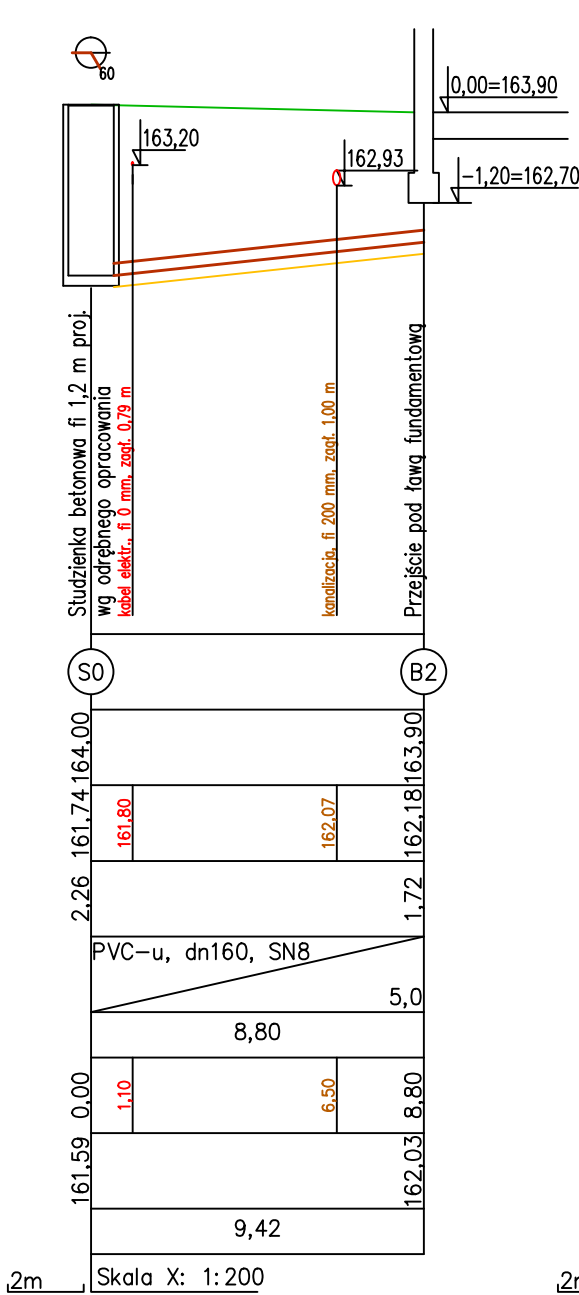 60
0,00=163,90
163,20
162,93
-1,20=162,70
Studzienka betonowa fi 1,2 m proj.
wg odrębnego opracowania
kabel elektr., fi 0 mm, zagł. 0,79 m
kanalizacja, fi 200 mm, zagł. 1,00 m
Przejście pod ławą fundamentową
S0
B2
164,00
163,90
161,74
161,80
162,07
162,18
2,26
1,72
PVC-u, dn160, SN8
5,0
8,80
0,00
1,10
6,50
8,80
161,59
162,03
9,42
2m
Skala X: 1:200